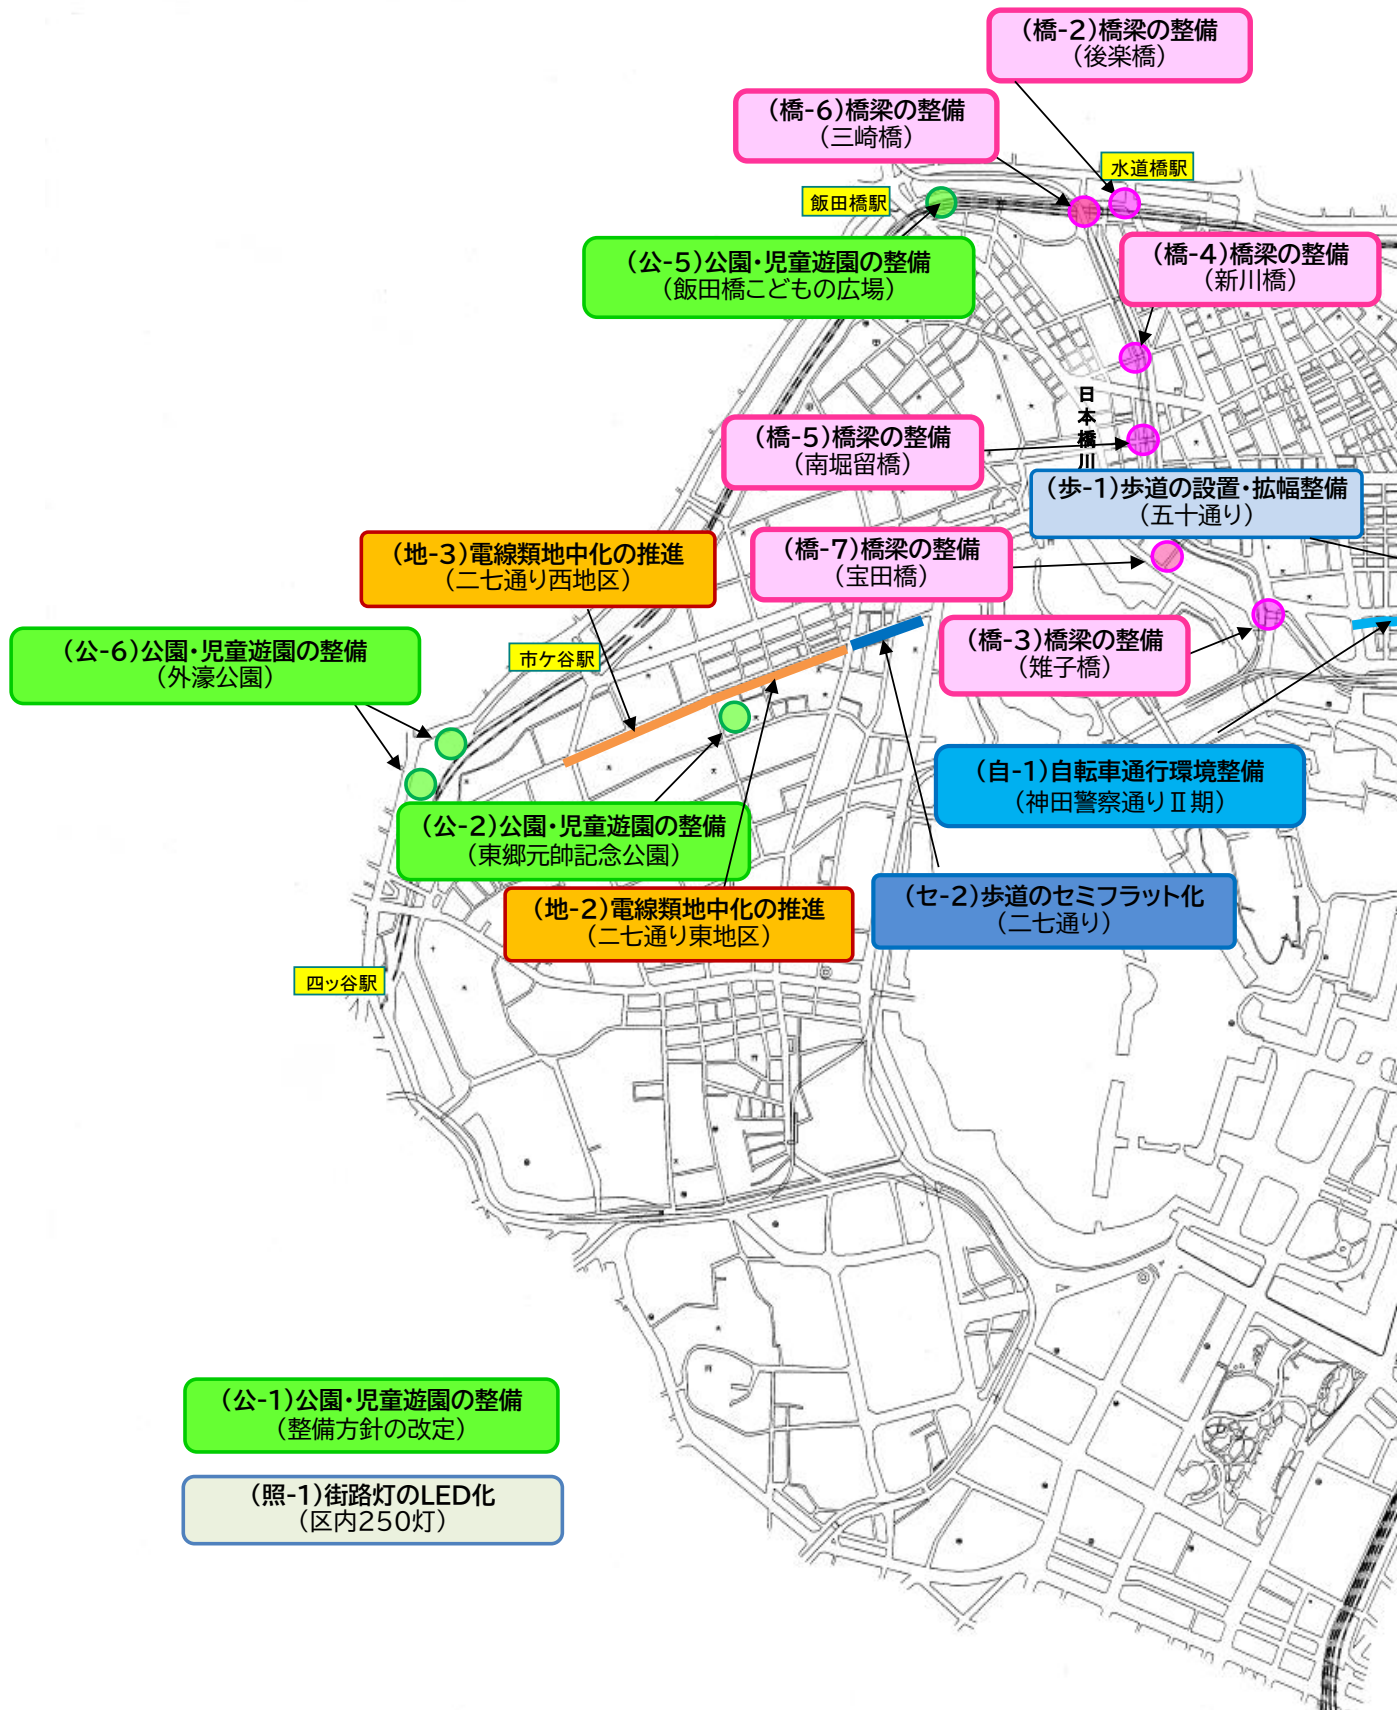 (橋-2)橋梁の整備
(後楽橋)
(橋-6)橋梁の整備
(三崎橋)
水道橋駅
飯田橋駅
(公-5)公園・児童遊園の整備
(飯田橋こどもの広場)
(橋-4)橋梁の整備
(新川橋)
日本橋川
(橋-5)橋梁の整備
(南堀留橋)
(歩-1)歩道の設置・拡幅整備
(五十通り)
(地-3)電線類地中化の推進
(二七通り西地区)
(橋-7)橋梁の整備
(宝田橋)
(公-6)公園・児童遊園の整備
(外濠公園)
市ケ谷駅
(橋-3)橋梁の整備
(雉子橋)
(自-1)自転車通行環境整備
(神田警察通りⅡ期)
(公-2)公園・児童遊園の整備
(東郷元帥記念公園)
(地-2)電線類地中化の推進
(二七通り東地区)
(セ-2)歩道のセミフラット化
(二七通り)
四ッ谷駅
(公-1)公園・児童遊園の整備
(整備方針の改定)
(照-1)街路灯のLED化
(区内250灯)